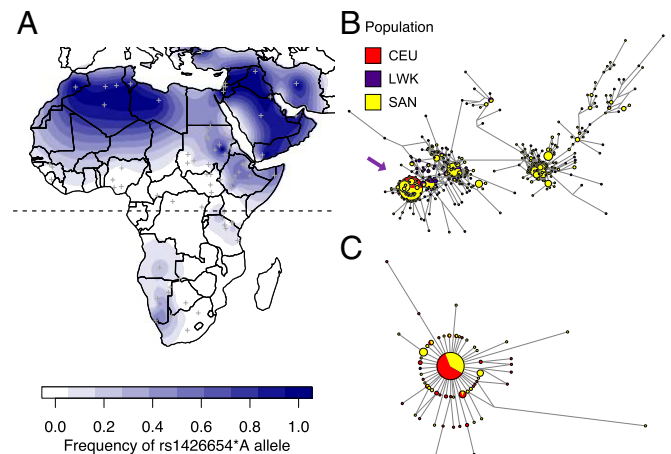 A
B
Population
CEU
LWK
SAN
C
0.0 0.2 0.4 0.6 0.8 1.0
Frequency of rs1426654*A allele